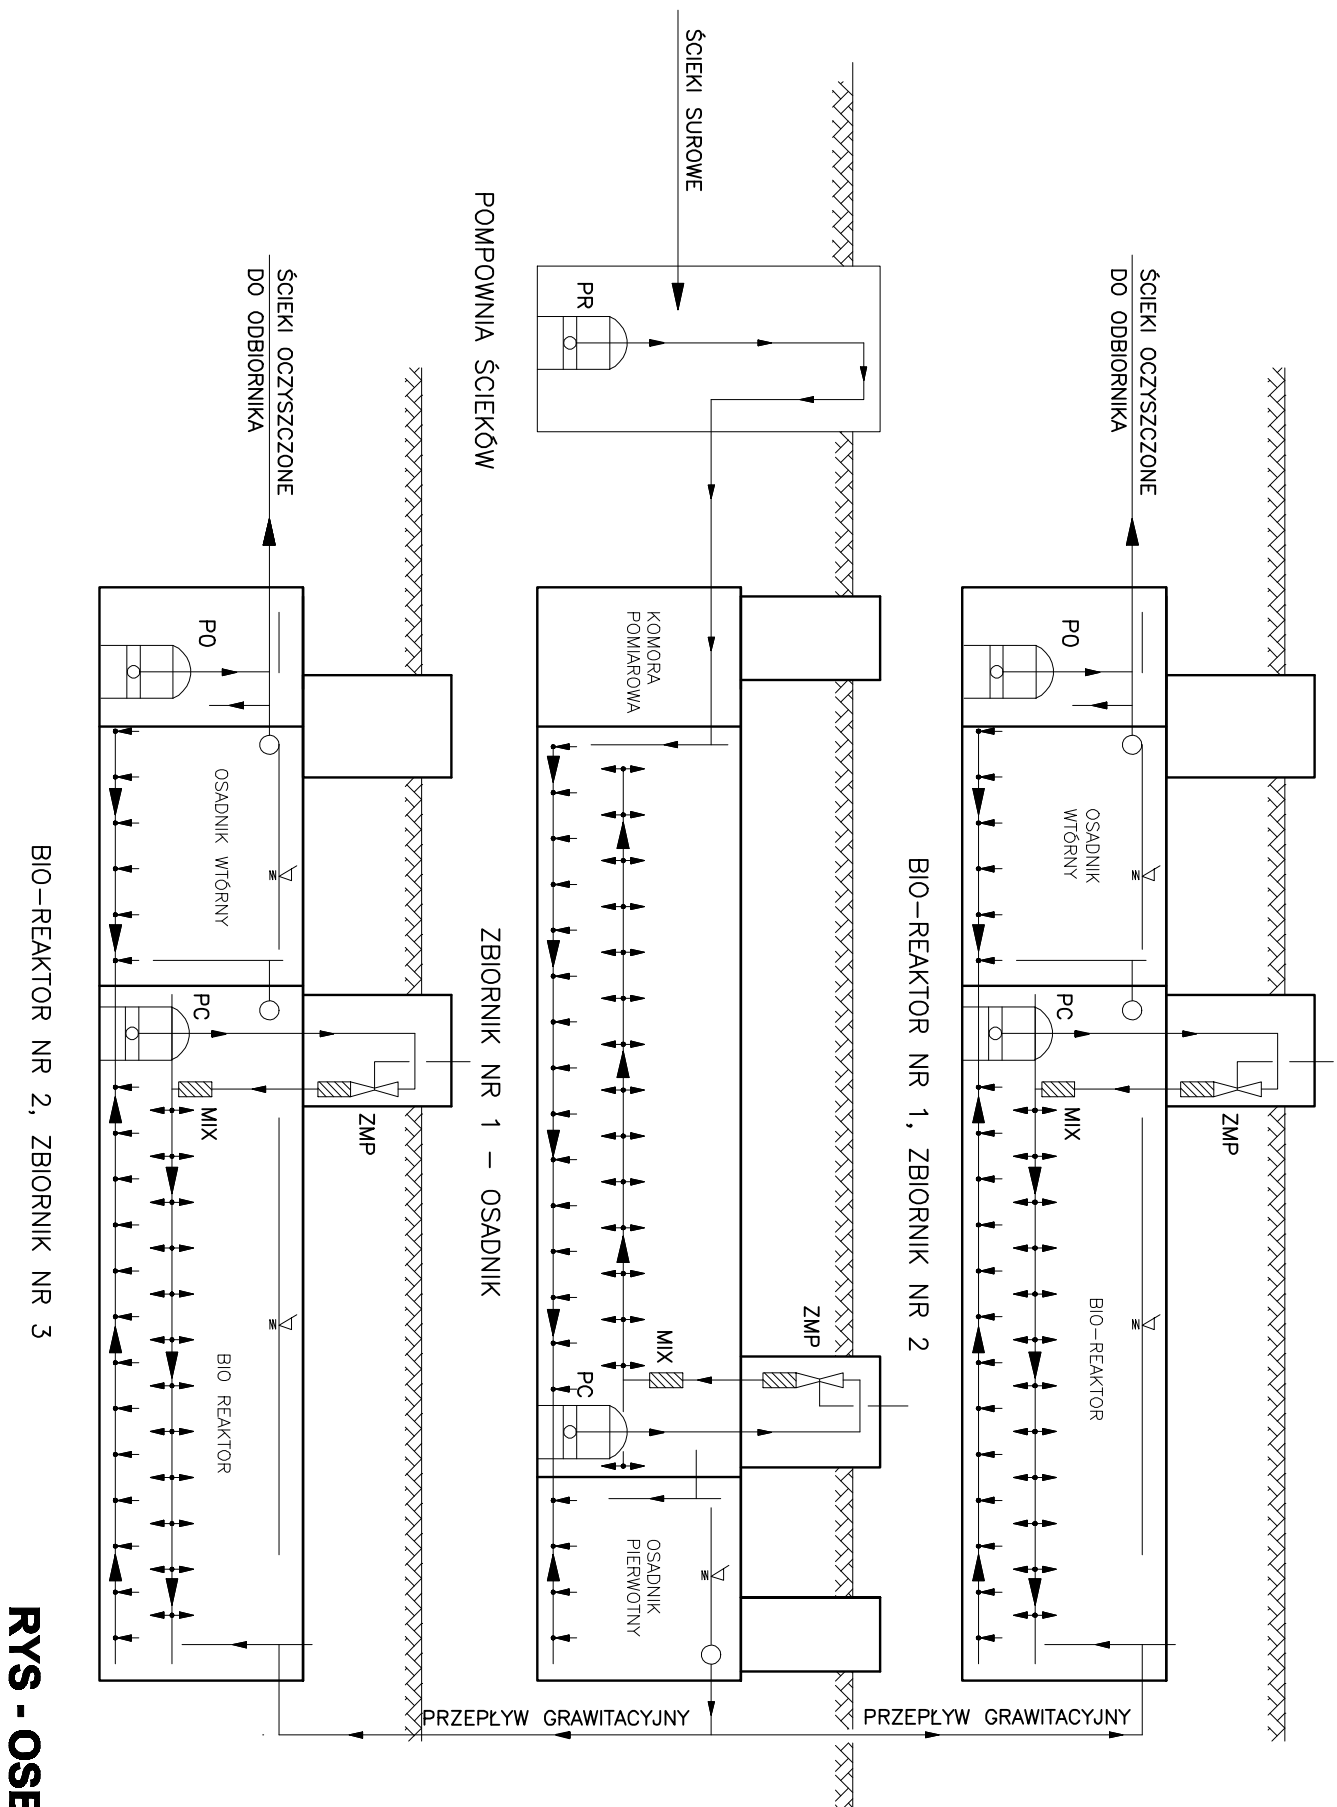 ŚCIEKI OCZYSZCZONE
DO ODBIORNIKA
PO
OSADNIK
WTÓRNY
PC
MIX
ZMP
BIO-REAKTOR
BIO-REAKTOR NR 1, ZBIORNIK NR 2
PRZEPŁYW GRAWITACYJNY
ŚCIEKI SUROWE
PR
POMPOWNIA ŚCIEKÓW
KOMORA
POMIAROWA
ZMP
MIX
PC
OSADNIK
PIERWOTNY
ZBIORNIK NR 1 - OSADNIK
PRZEPŁYW GRAWITACYJNY
ŚCIEKI OCZYSZCZONE
DO ODBIORNIKA
PO
OSADNIK WTÓRNY
PC
MIX
ZMP
BIO REAKTOR
BIO-REAKTOR NR 2, ZBIORNIK NR 3
RYS -